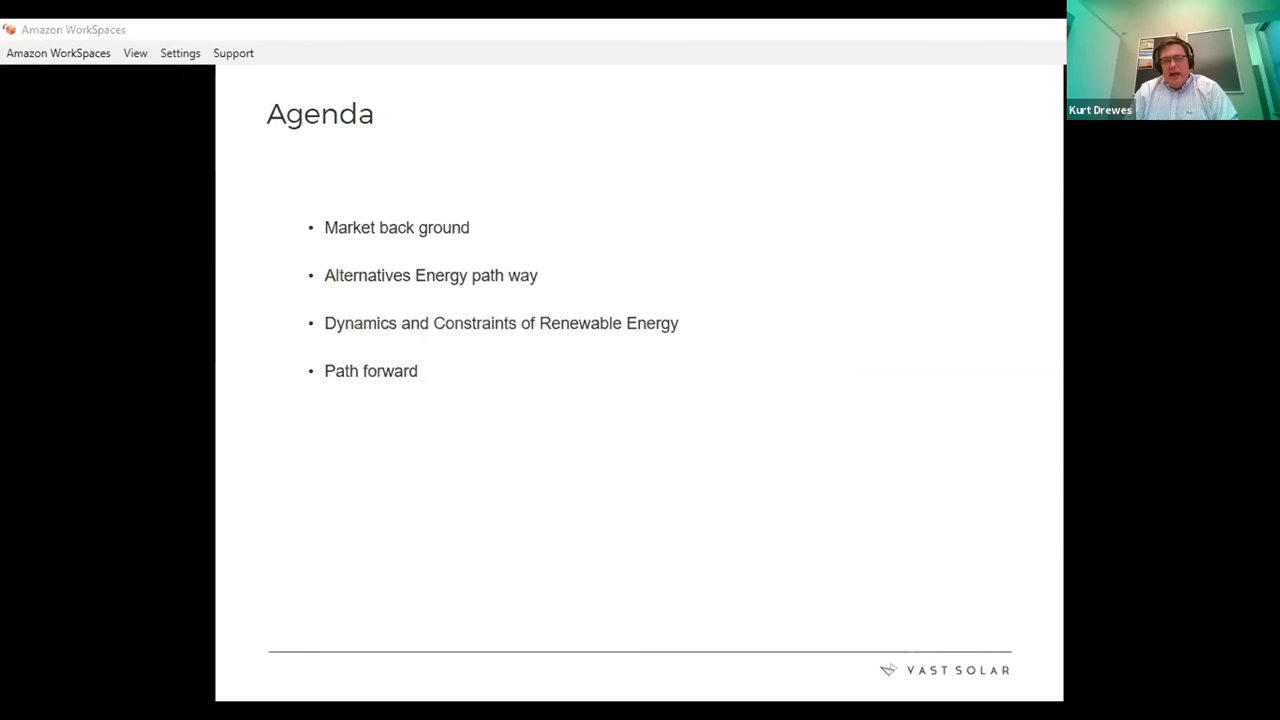 Amazon WorkSpaces
Amazon WorkSpaces View Settings Support
Kurt Drewes
Agenda
• Market back ground
• Alternatives Energy path way
• Dynamics and Constraints of Renewable Energy
• Path forward
VAST SOLAR